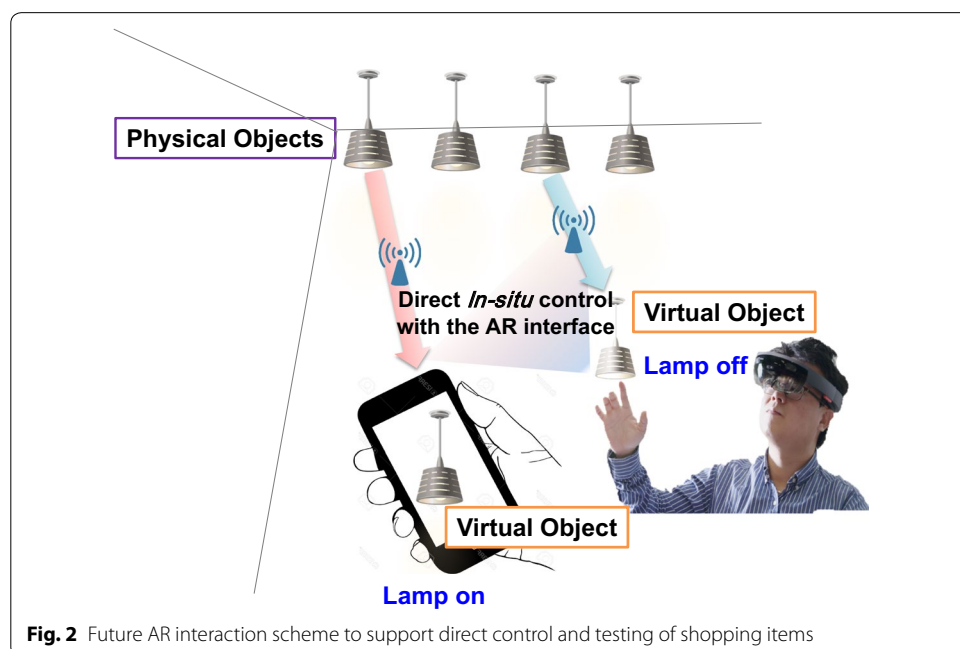 Physical Objects
Direct In-situ control
with the AR interface
Virtual Object
Lamp off
Virtual Object
Lamp on
Fig. 2 Future AR interaction scheme to support direct control and testing of shopping items